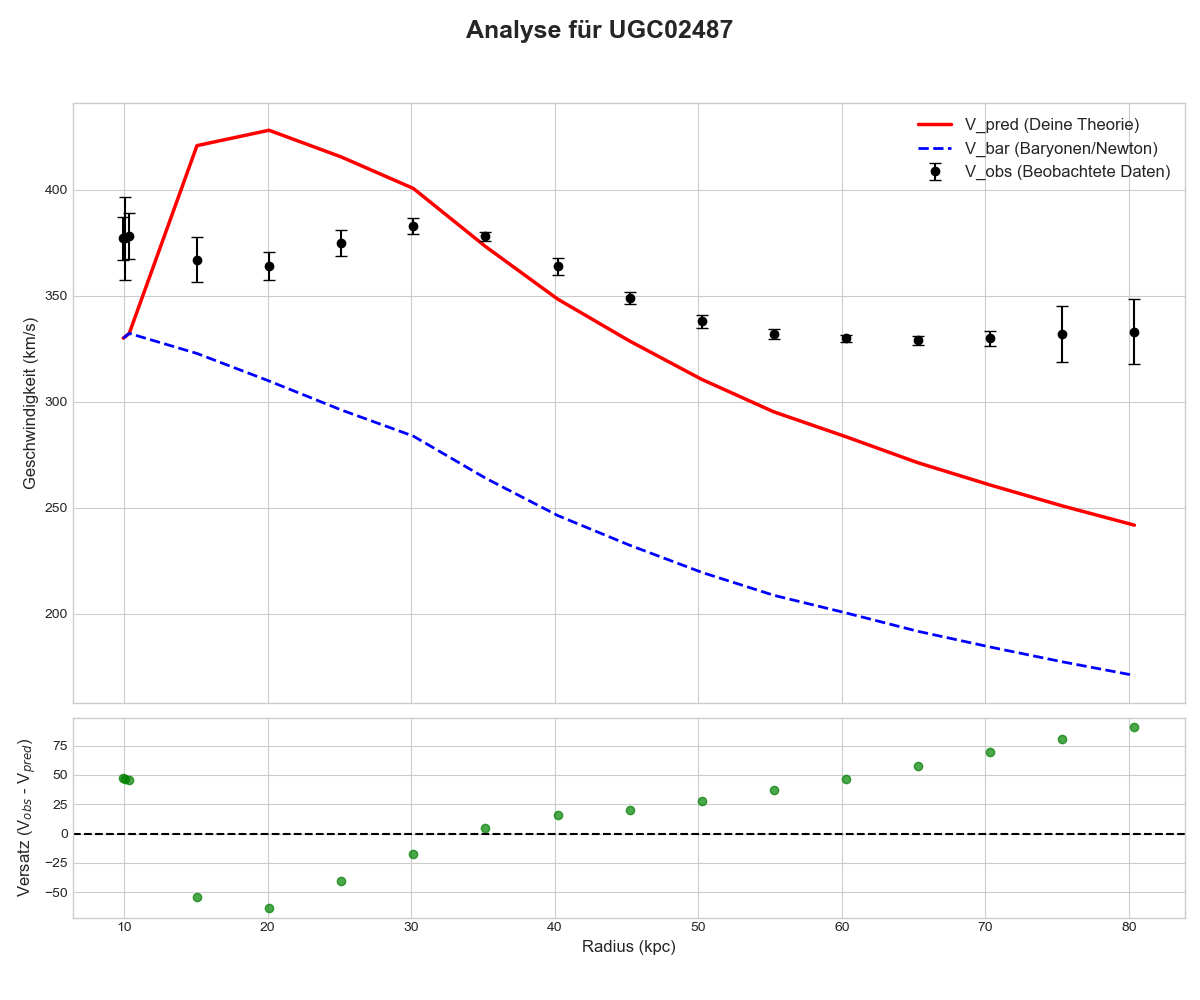 Analyse für UGC02487
V_pred (Deine Theorie)
V_bar (Baryonen/Newton)
V_obs (Beobachtete Daten)
Geschwindigkeit (km/s)
400
350
300
250
200
Versatz (V_obs - V_pred)
75
50
25
0
−25
−50
10 20 30 40 50 60 70 80
Radius (kpc)